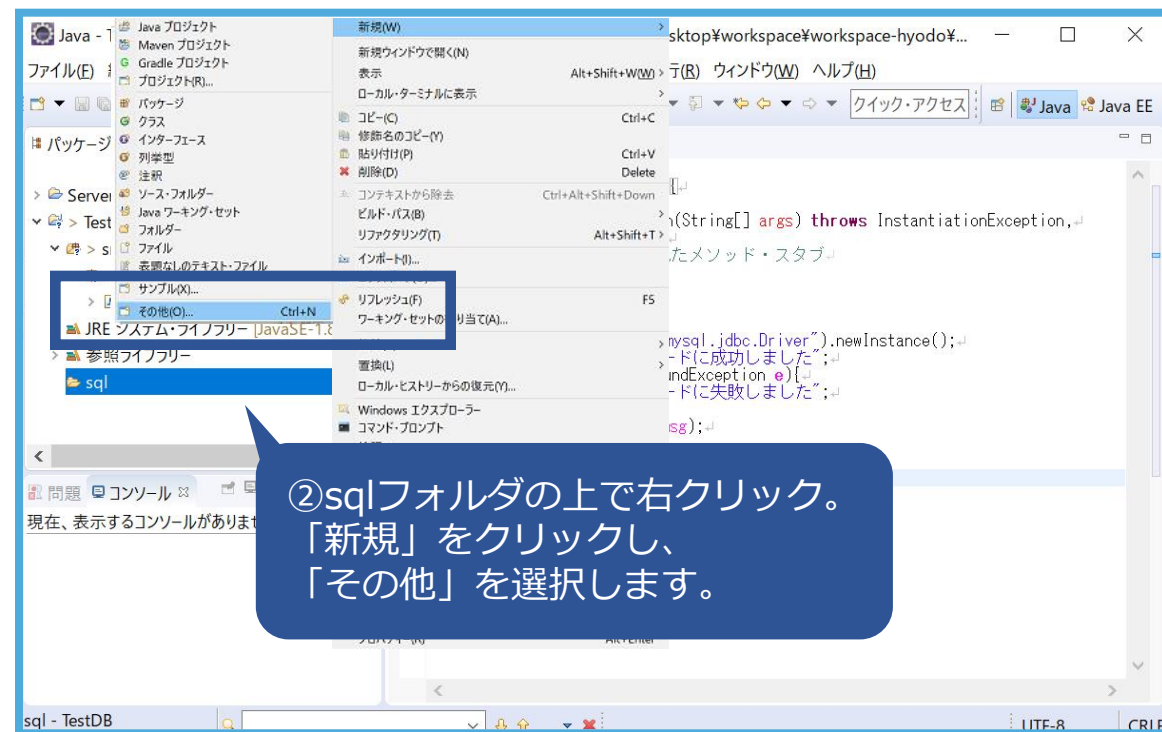 Java - T
sktop¥workspace¥workspace-hyodo¥...
ファイル(E)
行(R) ウィンドウ(W) ヘルプ(H)
クイック・アクセス
Java
Java EE
パッケージ
Server
> Test
JRE システム・ライブラリー [JavaSE-1.8
参照ライブラリー
sql
Java プロジェクト
Maven プロジェクト
Gradle プロジェクト
プロジェクト(R)...
パッケージ
クラス
インターフェース
列挙型
注釈
ソース・フォルダー
Java ワーキング・セット
フォルダー
ファイル
表題なしのテキスト・ファイル
サンプル(X)...
その他(O)... Ctrl+N
新規(W)
新規ウィンドウで開く(N)
表示 Alt+Shift+W(W)
ローカル・ターミナルに表示
コピー(C) Ctrl+C
修飾名のコピー(Y)
貼り付け(P) Ctrl+V
削除(D) Delete
コンテキストから除去 Ctrl+Alt+Shift+Down
ビルド・パス(B)
リファクタリング(T) Alt+Shift+T
インポート(I)...
リフレッシュ(F) F5
ワーキング・セットの割り当て(A)...
置換(L)
ローカル・ヒストリーからの復元(Y)...
Windows エクスプローラー
コマンド・プロンプト
{
(String[] args) throws InstantiationException,
たメソッド・スタブ
mysql.jdbc.Driver").newInstance();
ードに成功しました";
undException e){
ードに失敗しました";
msg);
問題 コンソール
現在、表示するコンソールがありませ
②sqlフォルダの上で右クリック。
「新規」をクリックし、
「その他」を選択します。
sql - TestDB
UTF-8
CRLF